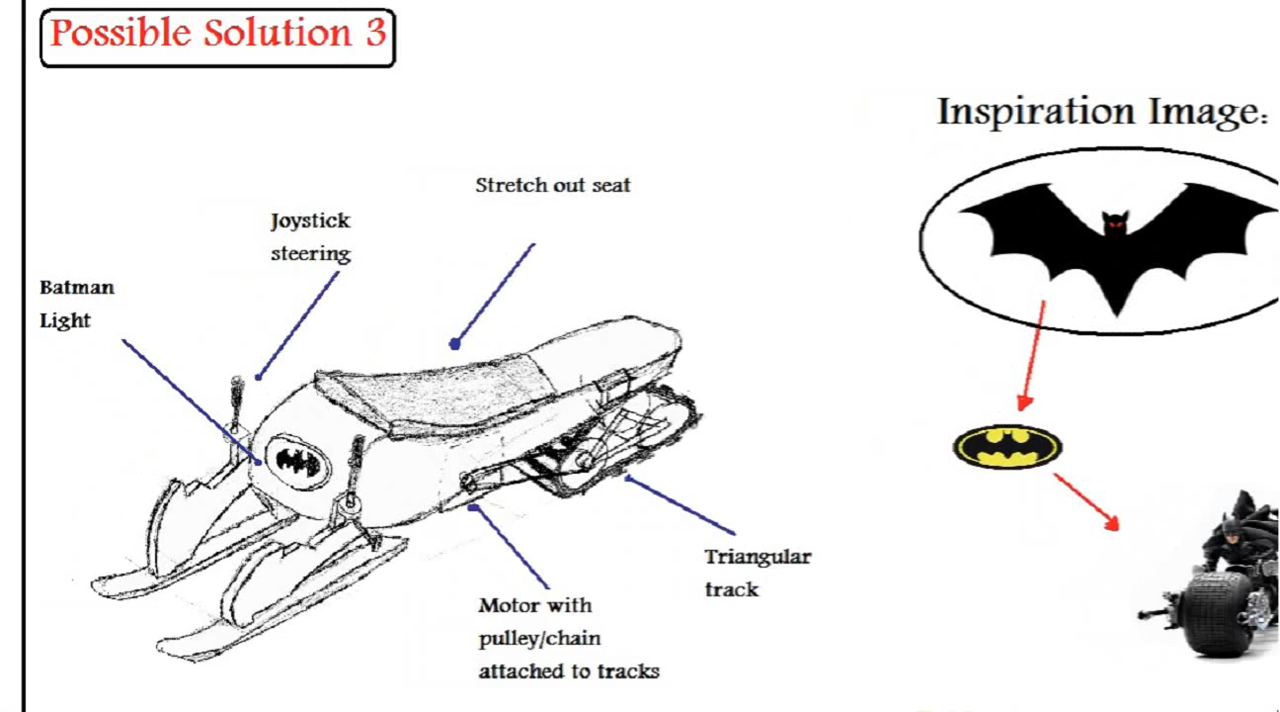 Possible Solution 3
Inspiration Image:
Stretch out seat
Joystick
steering
Batman
Light
Triangular
track
Motor with
pulley/chain
attached to tracks